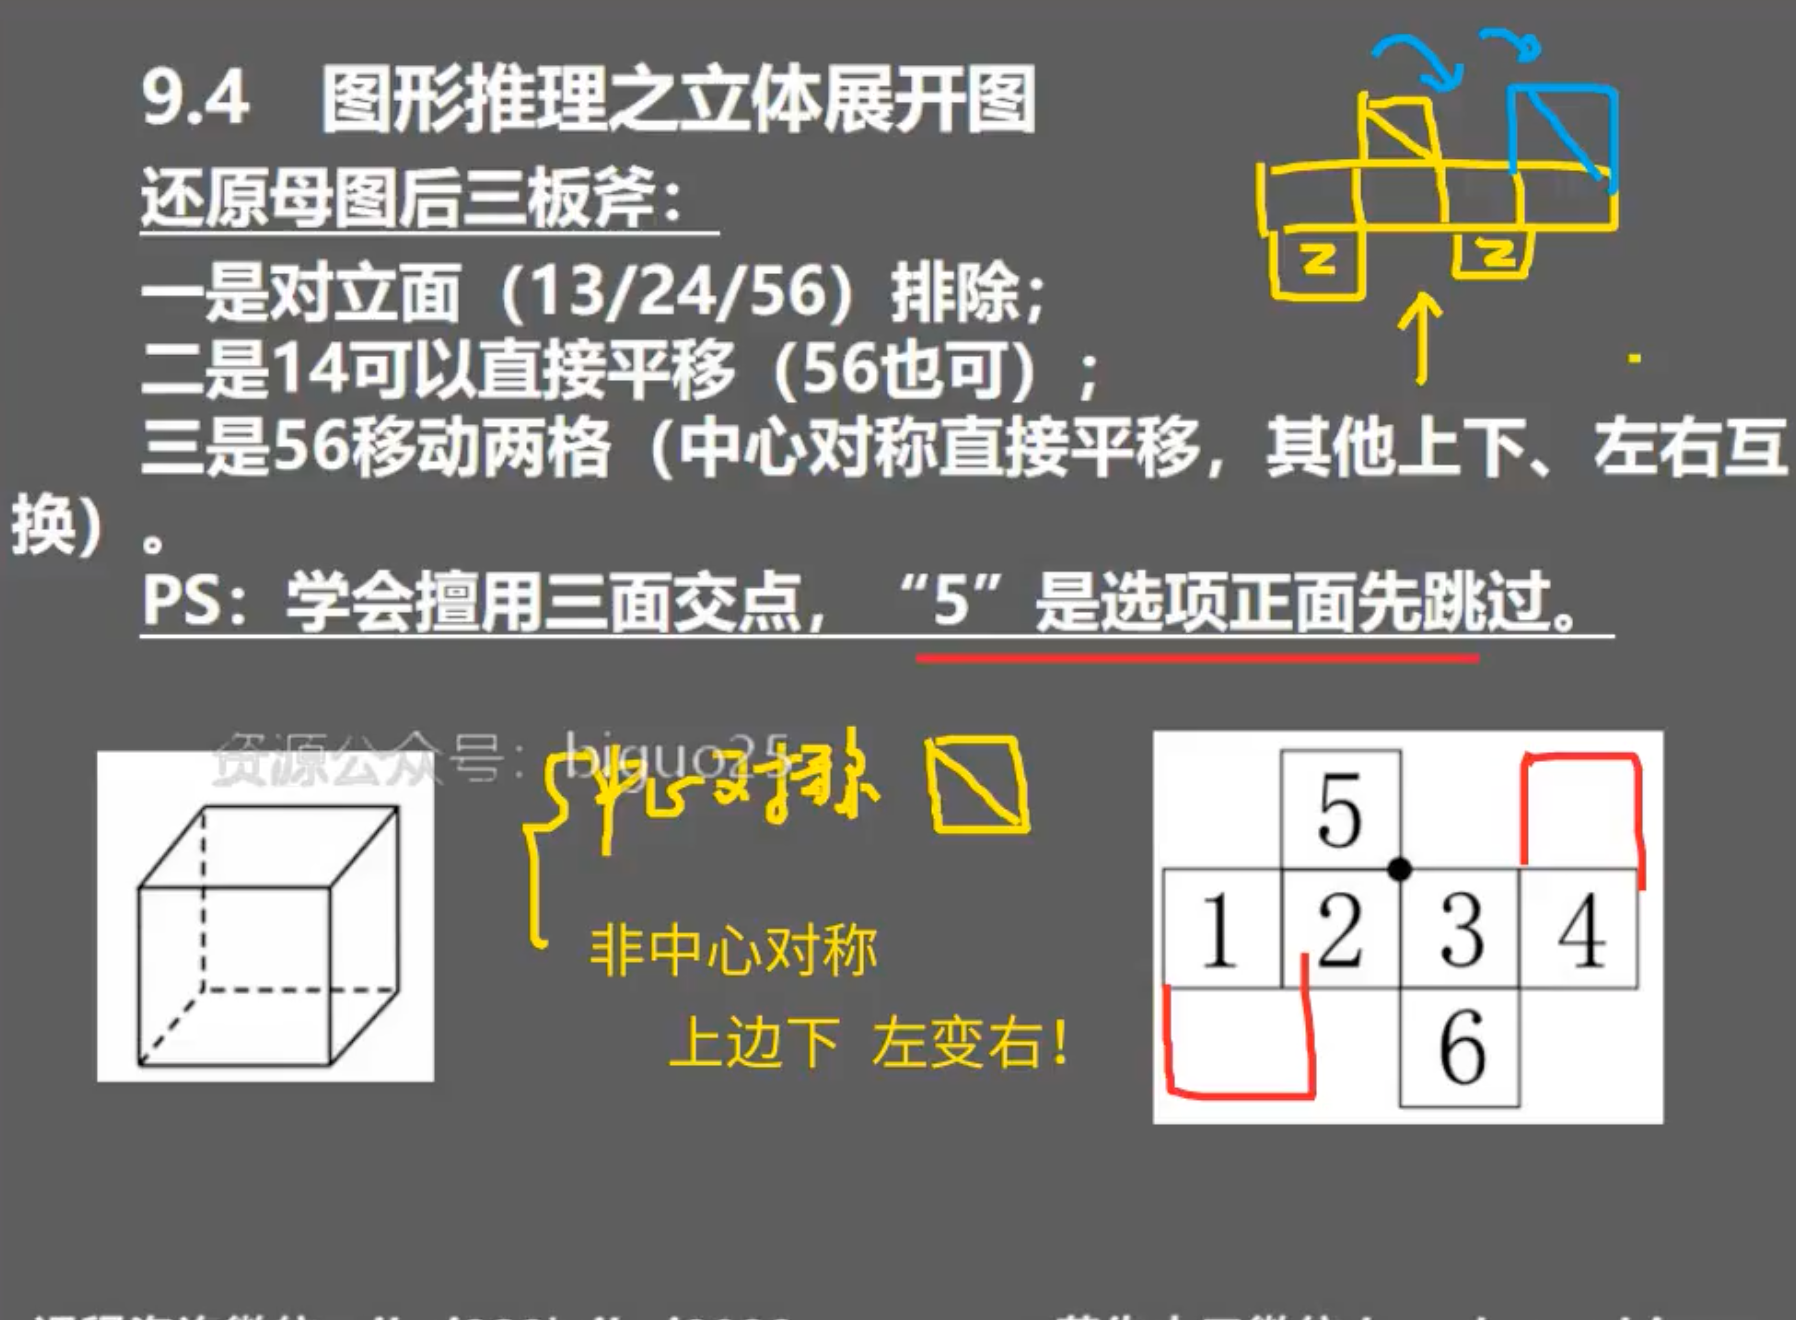 9.4 图形推理之立体展开图
还原母图后三板斧：
一是对立面（13/24/56）排除；
二是14可以直接平移（56也可）；
三是56移动两格（中心对称直接平移，其他上下、左右互
换）。
PS：学会擅用三面交点，“5”是选项正面先跳过。
Z Z
资源公众号：biguo25
中心对称
非中心对称
上边下 左变右！
5
1 2 3 4
6